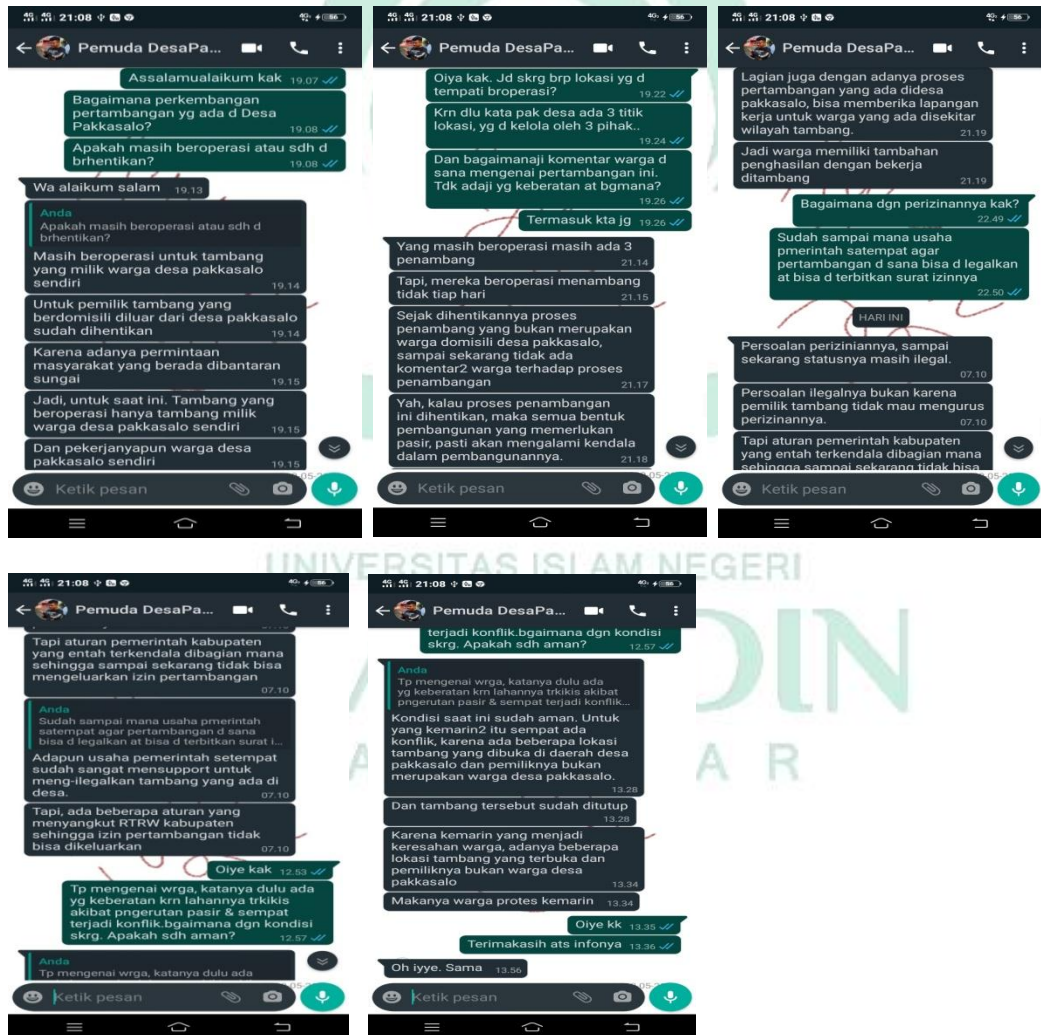 21:08
56
Pemuda DesaPa...
Assalamualaikum kak 19.07
Bagaimana perkembangan
pertambangan yg ada d Desa
Pakkasalo? 19.08
Apakah masih beroperasi atau sdh d
brhentikan? 19.08
Wa alaikum salam 19.13
Anda
Apakah masih beroperasi atau sdh d
brhentikan?
Masih beroperasi untuk tambang
yang milik warga desa pakkasalo
sendiri 19.14
Untuk pemilik tambang yang
berdomisili diluar dari desa pakkasalo
sudah dihentikan 19.14
Karena adanya permintaan
masyarakat yang berada dibantaran
sungai 19.15
Jadi, untuk saat ini. Tambang yang
beroperasi hanya tambang milik
warga desa pakkasalo sendiri 19.15
Dan pekerjanyapun warga desa
pakkasalo sendiri 19.15
Ketik pesan
21:08
56
Pemuda DesaPa...
Oiya kak. Jd skrg brp lokasi yg d
tempati broperasi? 19.22
Krn dlu kata pak desa ada 3 titik
lokasi, yg d kelola oleh 3 pihak.. 19.24
Dan bagaimanaji komentar warga d
sana mengenai pertambangan ini.
Tdk adaji yg keberatan at bgmana? 19.26
Termasuk kta jg 19.26
Yang masih beroperasi masih ada 3
penambang 21.14
Tapi, mereka beroperasi menambang
tidak tiap hari 21.15
Sejak dihentikannya proses
penambang yang bukan merupakan
warga domisili desa pakkasalo,
sampai sekarang tidak ada
komentar2 warga terhadap proses
penambangan 21.17
Yah, kalau proses penambangan
ini dihentikan, maka semua bentuk
pembangunan yang memerlukan
pasir, pasti akan mengalami kendala
dalam pembangunannya. 21.18
Ketik pesan
21:08
56
Pemuda DesaPa...
Lagian juga dengan adanya proses
pertambangan yang ada didesa
pakkasalo, bisa memberika lapangan
kerja untuk warga yang ada disekitar
wilayah tambang. 21.19
Jadi warga memiliki tambahan
penghasilan dengan bekerja
ditambang 21.19
Bagaimana dgn perizinannya kak? 22.49
Sudah sampai mana usaha
pmerintah satempat agar
pertambangan d sana bisa d legalkan
at bisa d terbitkan surat izinnya 22.50
HARI INI
Persoalan periziniannya, sampai
sekarang statusnya masih ilegal. 07.10
Persoalan ilegalnya bukan karena
pemilik tambang tidak mau mengurus
perizinannya. 07.10
Tapi aturan pemerintah kabupaten
yang entah terkendala dibagian mana
sehingga sampai sekarang tidak bisa
Ketik pesan
UNIVERSITAS ISLAM NEGERI
21:08
56
Pemuda DesaPa...
Tapi aturan pemerintah kabupaten
yang entah terkendala dibagian mana
sehingga sampai sekarang tidak bisa
mengeluarkan izin pertambangan 07.10
Anda
Sudah sampai mana usaha pmerintah
satempat agar pertambangan d sana
bisa d legalkan at bisa d terbitkan surat i...
Adapun usaha pemerintah setempat
sudah sangat mensupport untuk
meng-ilegalkan tambang yang ada di
desa. 07.10
Tapi, ada beberapa aturan yang
menyangkut RTRW kabupaten
sehingga izin pertambangan tidak
bisa dikeluarkan 07.10
Oiye kak 12.53
Tp mengenai wrga, katanya dulu ada
yg keberatan krn lahannya trkikis
akibat pngerutan pasir & sempat
terjadi konflik.bgaimana dgn kondisi
skrg. Apakah sdh aman? 12.57
Anda
Tp mengenai wrga, katanya dulu ada
Ketik pesan
21:08
56
Pemuda DesaPa...
terjadi konflik.bgaimana dgn kondisi
skrg. Apakah sdh aman? 12.57
Anda
Tp mengenai wrga, katanya dulu ada
yg keberatan krn lahannya trkikis akibat
pngerutan pasir & sempat terjadi konflik...
Kondisi saat ini sudah aman. Untuk
yang kemarin2 itu sempat ada
konflik, karena ada beberapa lokasi
tambang yang dibuka di daerah desa
pakkasalo dan pemiliknya bukan
merupakan warga desa pakkasalo. 13.28
Dan tambang tersebut sudah ditutup 13.28
Karena kemarin yang menjadi
keresahan warga, adanya beberapa
lokasi tambang yang terbuka dan
pemiliknya bukan warga desa
pakkasalo 13.34
Makanya warga protes kemarin 13.34
Oiye kk 13.35
Terimakasih ats infonya 13.36
Oh iyye. Sama 13.56
Ketik pesan